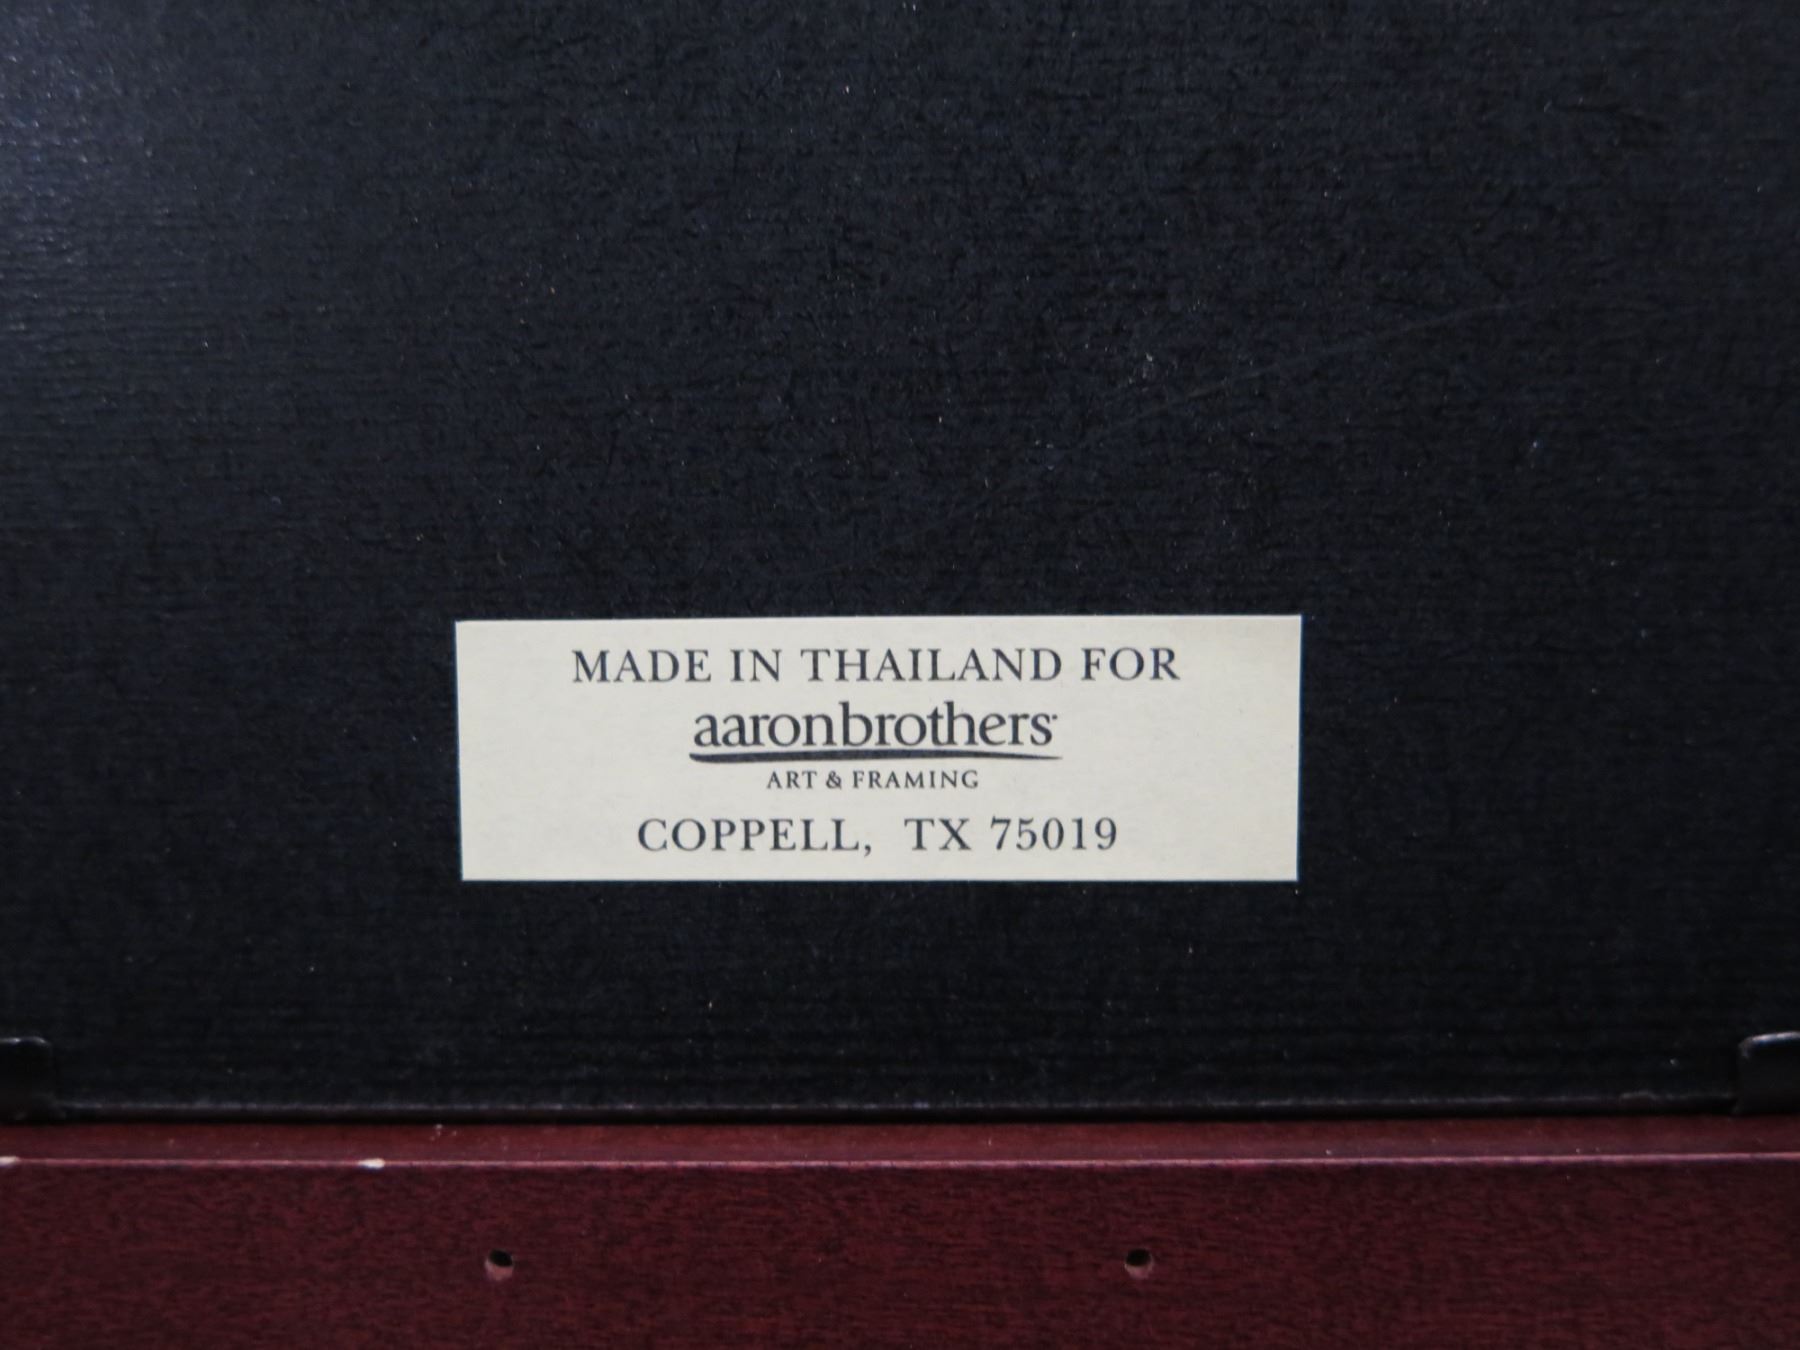 MADE IN THAILAND FOR
aaronbrothers
ART & FRAMING
COPPELL, TX 75019